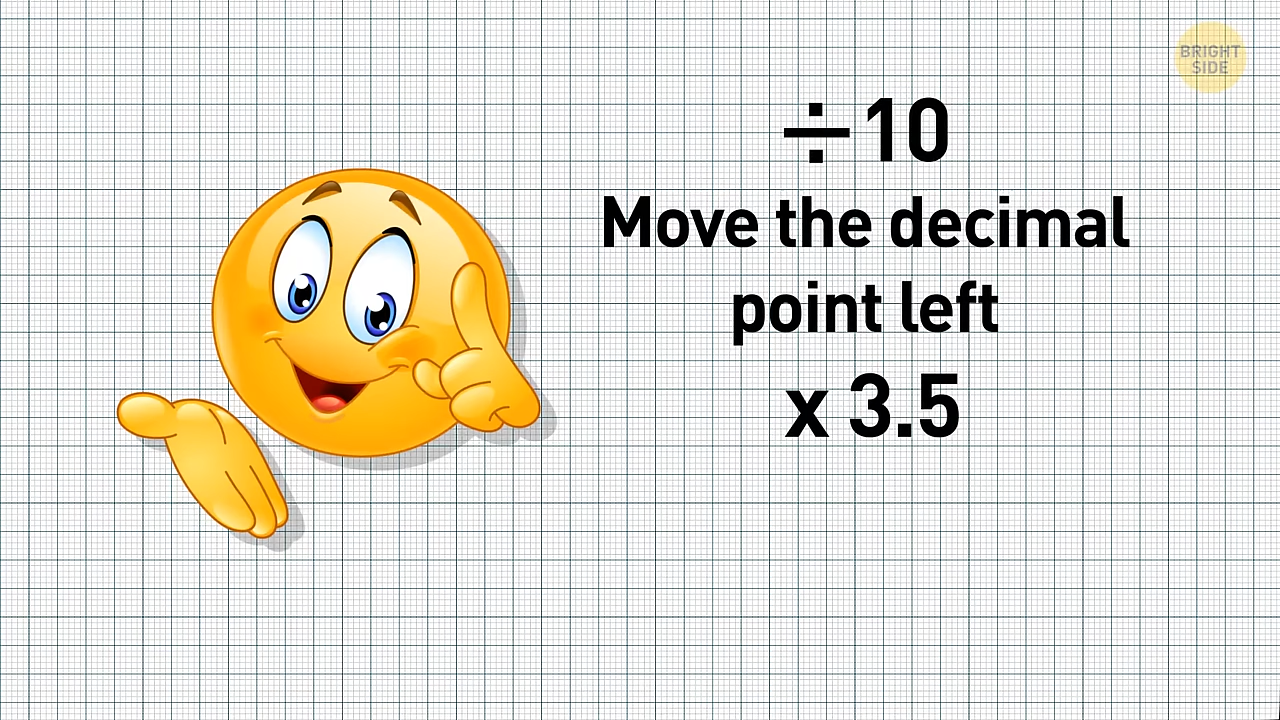 BRIGHT
SIDE
÷10
Move the decimal
point left
x 3.5